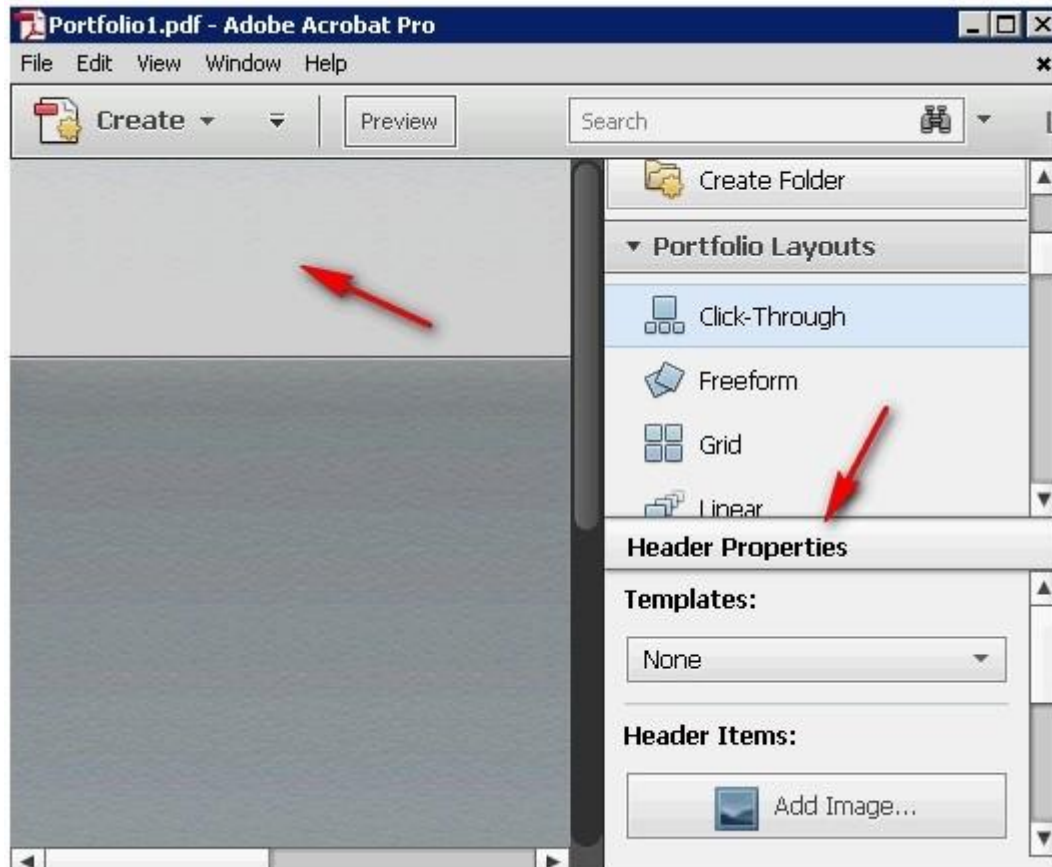 Portfolio1.pdf - Adobe Acrobat Pro
File Edit View Window Help
Create Preview Search
Create Folder
Portfolio Layouts
Click-Through
Freeform
Grid
Linear
Header Properties
Templates:
None
Header Items:
Add Image...